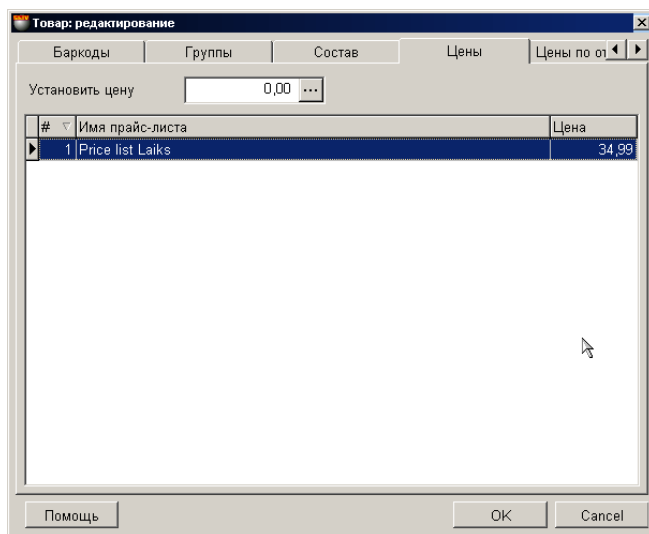 Товар: редактирование
Баркоды Группы Состав Цены Цены по от
Установить цену 0,00 ...
# Имя прайс-листа Цена
1 Price list Laiks 34,99
Помощь OK Cancel